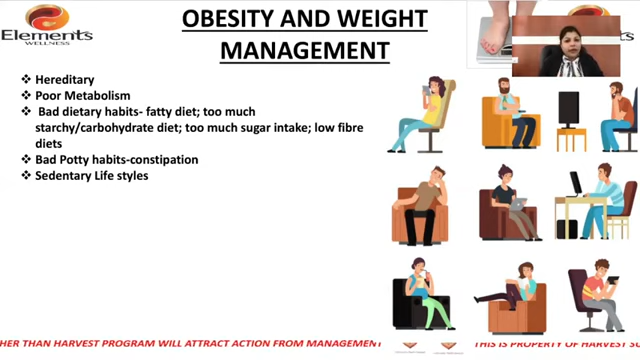 Elements
WELLNESS
OBESITY AND WEIGHT
MANAGEMENT
❖ Hereditary
❖ Poor Metabolism
❖ Bad dietary habits- fatty diet; too much
starchy/carbohydrate diet; too much sugar intake; low fibre
diets
❖ Bad Potty habits-constipation
❖ Sedentary Life styles
HER THAN HARVEST PROGRAM WILL ATTRACT ACTION FROM MANAGEMENT
THIS IS PROPERTY OF HARVEST